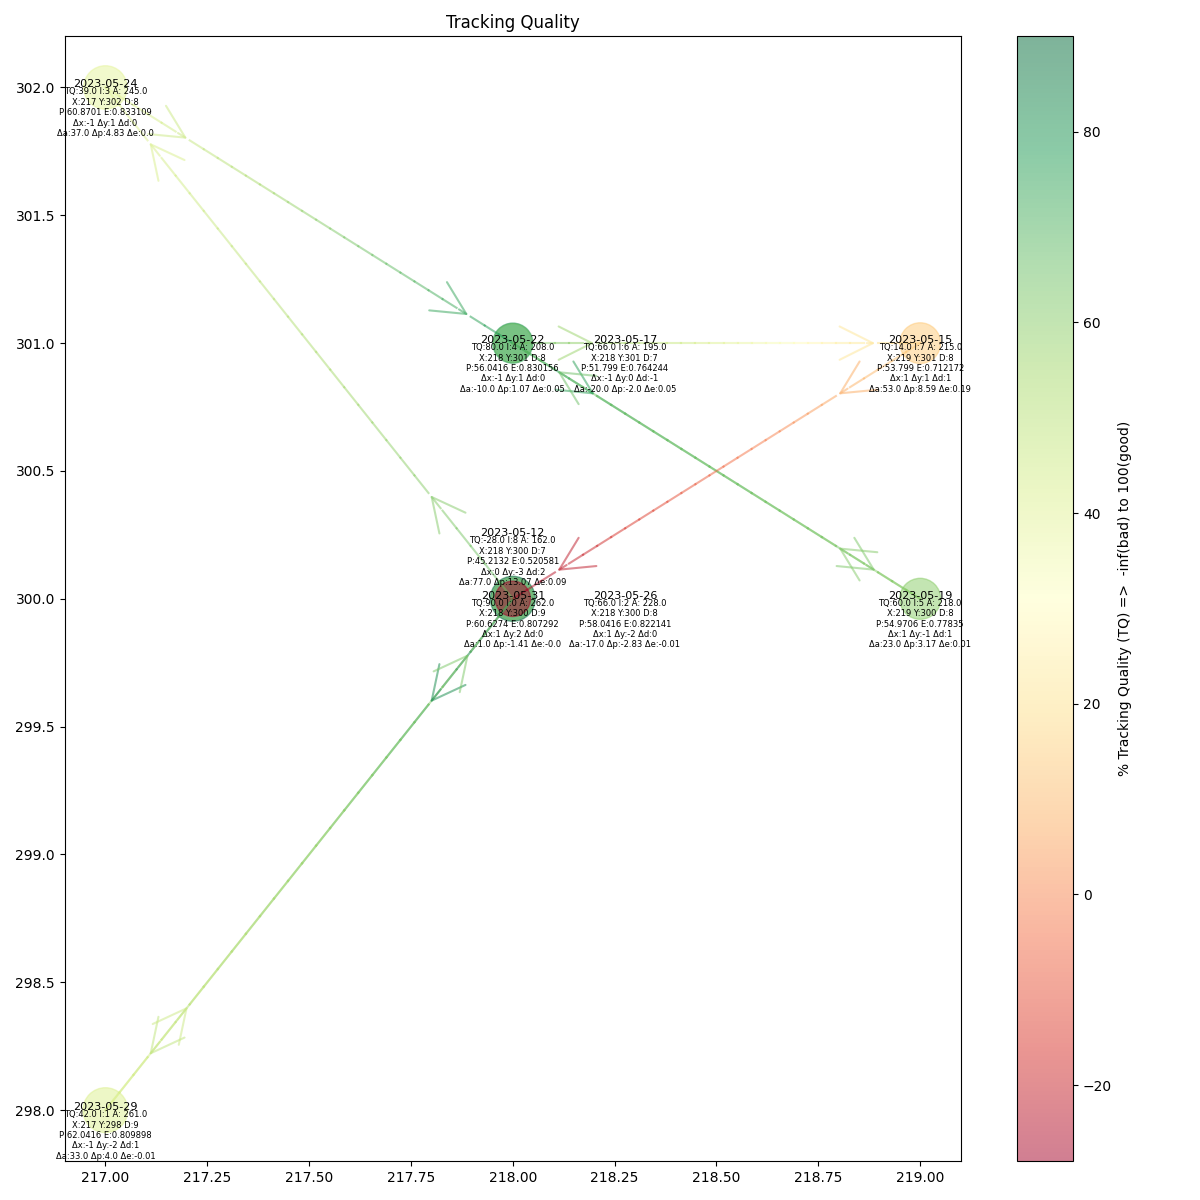 Tracking Quality
302.0
301.5
301.0
300.5
300.0
299.5
299.0
298.5
298.0
217.00
217.25
217.50
217.75
218.00
218.25
218.50
218.75
219.00
2023-05-24
TQ:39.0 I:3 A: 245.0
X:217 Y:302 D:8
P:60.8701 E:0.833109
Δx:-1 Δy:1 Δd:0
Δa:37.0 Δp:4.83 Δe:0.0
2023-05-22
TQ:80.0 I:4 A: 208.0
X:218 Y:301 D:8
P:56.0416 E:0.830156
Δx:-1 Δy:1 Δd:0
Δa:-10.0 Δp:1.07 Δe:0.05
2023-05-17
TQ:66.0 I:6 A: 195.0
X:218 Y:301 D:7
P:51.799 E:0.764244
Δx:-1 Δy:0 Δd:-1
Δa:-20.0 Δp:-2.0 Δe:0.05
2023-05-15
TQ:14.0 I:7 A: 215.0
X:219 Y:301 D:8
P:53.799 E:0.712172
Δx:1 Δy:1 Δd:1
Δa:53.0 Δp:8.59 Δe:0.19
2023-05-12
TQ:-28.0 I:8 A: 162.0
X:218 Y:300 D:7
P:45.2132 E:0.520581
Δx:0 Δy:-3 Δd:2
Δa:77.0 Δp:13.07 Δe:0.09
2023-05-31
TQ:90.0 I:0 A: 262.0
X:218 Y:300 D:9
P:60.6274 E:0.807292
Δx:1 Δy:2 Δd:0
Δa:1.0 Δp:-1.41 Δe:-0.0
2023-05-26
TQ:66.0 I:2 A: 228.0
X:218 Y:300 D:8
P:58.0416 E:0.822141
Δx:1 Δy:-2 Δd:0
Δa:-17.0 Δp:-2.83 Δe:-0.01
2023-05-19
TQ:60.0 I:5 A: 218.0
X:219 Y:300 D:8
P:54.9706 E:0.77835
Δx:1 Δy:-1 Δd:1
Δa:23.0 Δp:3.17 Δe:0.01
2023-05-29
TQ:42.0 I:1 A: 261.0
X:217 Y:298 D:9
P:62.0416 E:0.809898
Δx:-1 Δy:-2 Δd:1
Δa:33.0 Δp:4.0 Δe:-0.01
80
60
40
20
0
−20
% Tracking Quality (TQ) => -inf(bad) to 100(good)